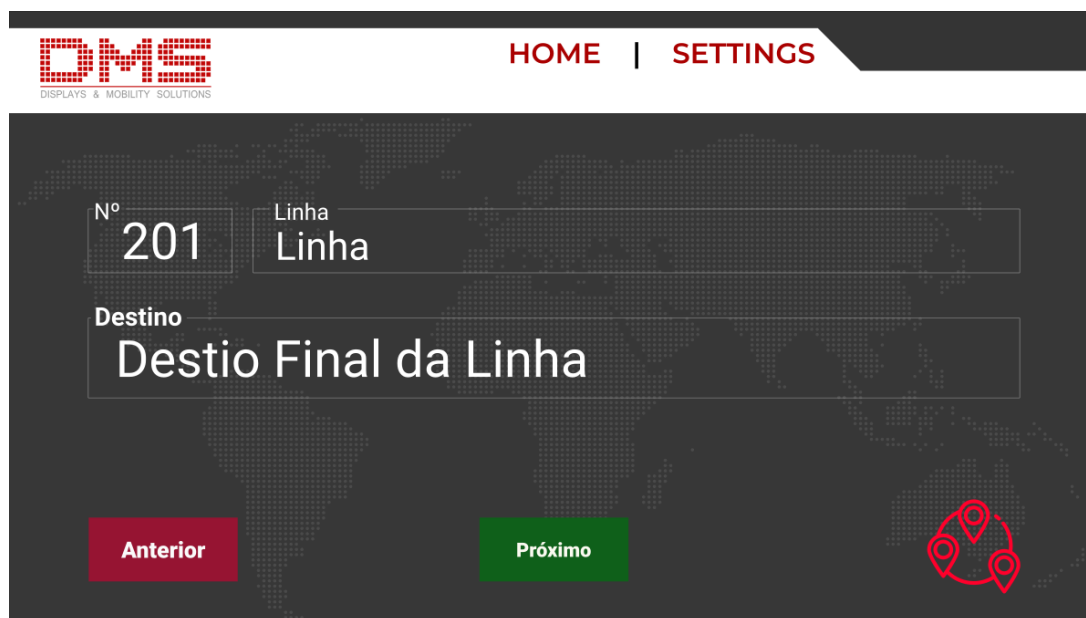 DMS
DISPLAYS & MOBILITY SOLUTIONS
HOME | SETTINGS
Nº
201
Linha
Linha
Destino
Destio Final da Linha
Anterior
Próximo